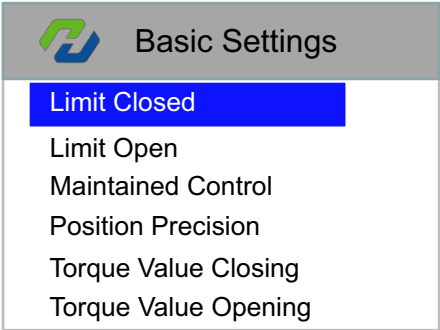 Basic Settings
Limit Closed
Limit Open
Maintained Control
Position Precision
Torque Value Closing
Torque Value Opening